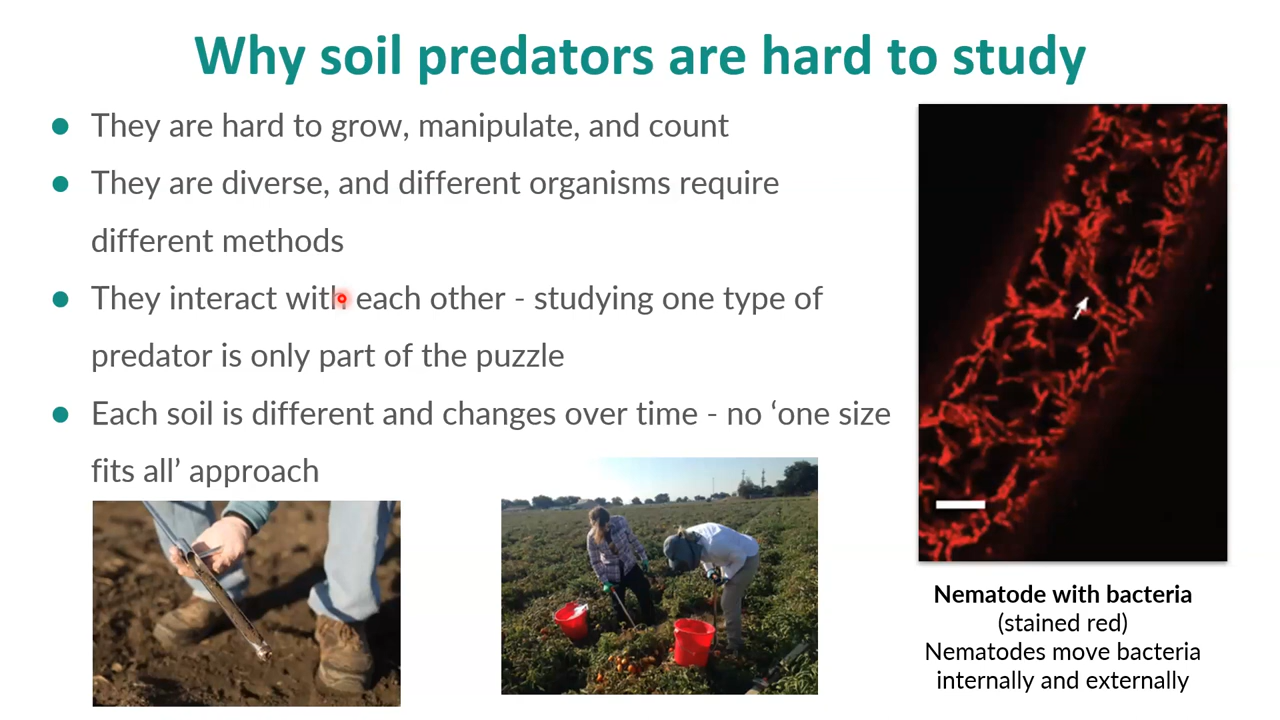 Why soil predators are hard to study
They are hard to grow, manipulate, and count
They are diverse, and different organisms require
different methods
They interact with each other - studying one type of
predator is only part of the puzzle
Each soil is different and changes over time - no ‘one size
fits all’ approach
Nematode with bacteria
(stained red)
Nematodes move bacteria
internally and externally